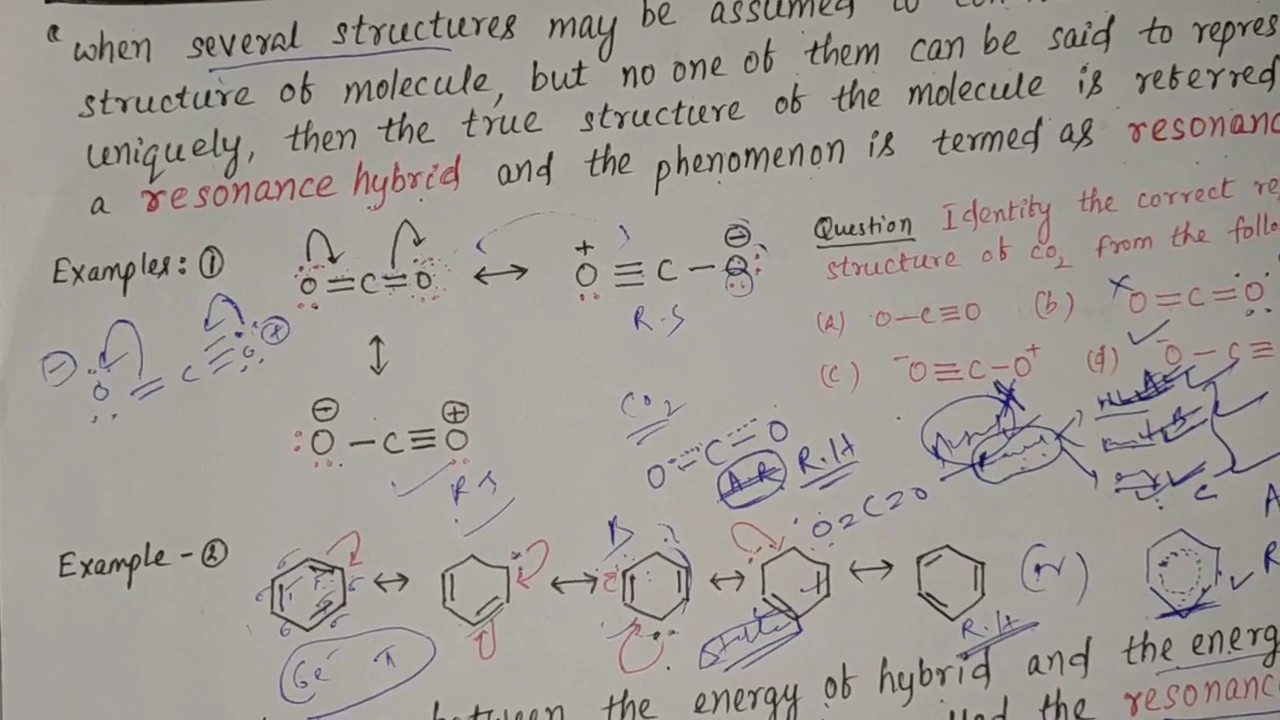 when several structures may be assumed to
structure of molecule, but no one of them can be said to repres
uniquely, then the true structure of the molecule is referred
a resonance hybrid and the phenomenon is termed as resonanc
Examples: ①
O=C=O ↔ O≡C-O
+ ⊖
R-S
⊖ O=C≡O ⊕
↕
⊖ ⊕
:O-C≡O
R-S
Question Identify the correct re
structure of CO2 from the follo
(a) O-C≡O (b) O=C=O
(c) ⁻O≡C-O⁺ (d) ⁻O-C≡
CO2
O=C=O
R.H
O=C=O
C
A
Example - ②
↔ ↔ ↔ ↔ (or)
B
R
R.H
6e⁻ π
between the energy of hybrid and the energ
the resonanc